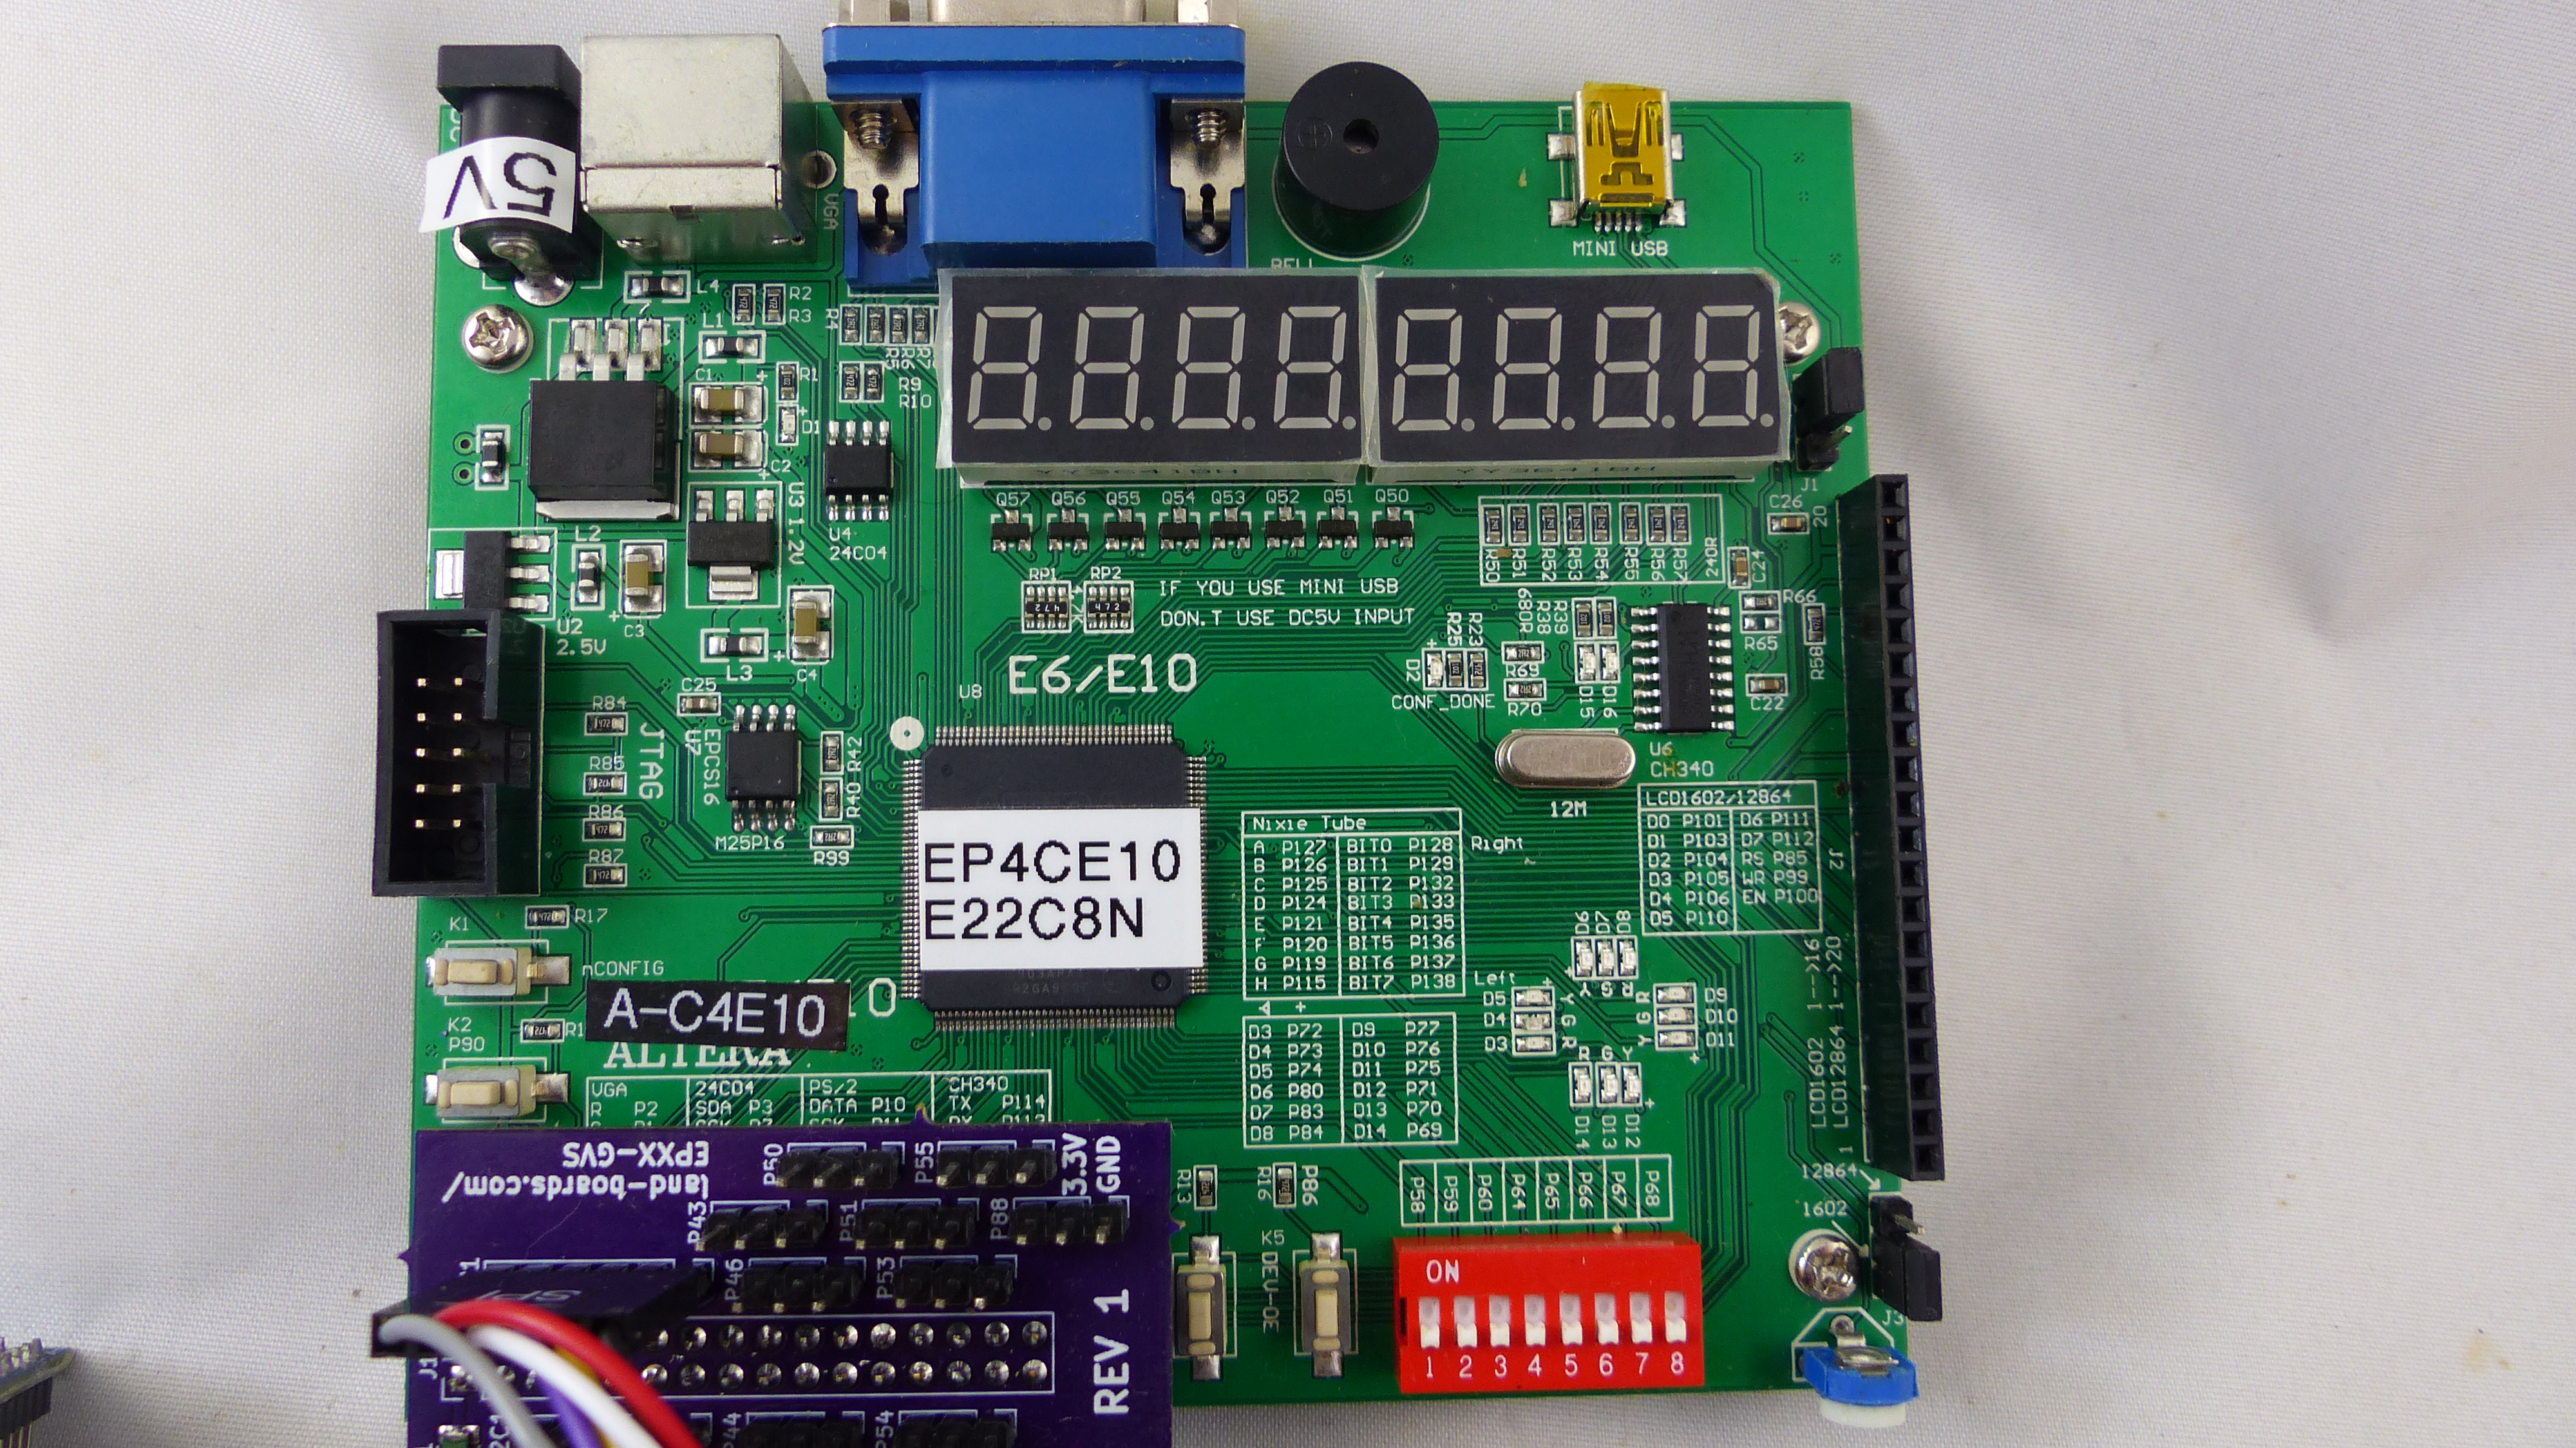 5V
VGA
MINI USB
L4
R2
R3
L1
R4
C1
R1
R9
R10
D1
C2
U3 1.2V
U4
24C04
Q57 Q56 Q55 Q54 Q53 Q52 Q51 Q50
J1
20
C26
R50 R51 R52 R53 R54 R55 R56 R57
240R
C24
L2
C3
U2
2.5V
L3
C4
RP1 RP2
IF YOU USE MINI USB
DON.T USE DC5V INPUT
E6/E10
U8
R66
R65
R58
C22
680R
R38
R39
R25
R23
D2
R69
R70
CONF_DONE
D15
D16
U6
CH340
12M
C25
R84
R85
R86
R87
JTAG
U7
EPCS16
M25P16
R42
R40
R99
EP4CE10
E22C8N
Nixie Tube
Right
A P127 BIT0 P128
B P126 BIT1 P129
C P125 BIT2 P132
D P124 BIT3 P133
E P121 BIT4 P135
F P120 BIT5 P136
G P119 BIT6 P137
H P115 BIT7 P138
Left
LCD1602/12864
D0 P101 D6 P111
D1 P103 D7 P112
D2 P104 RS P85
D3 P105 WR P99
D4 P106 EN P100
D5 P110
J2
LCD1602 1-->16
LCD12864 1-->20
K1
R17
nCONFIG
K2
P90
A-C4E10
ALTERA
D3 P72 D9 P77
D4 P73 D10 P76
D5 P74 D11 P75
D6 P80 D12 P71
D7 P83 D13 P70
D8 P84 D14 P69
D6 D7 D8
Y G R
D5 Y
D4 G
D3 R
R D9
G D10
Y D11
R G Y
D14 D13 D12
VGA 24C04 PS/2 CH340
R P2 SDA P3 DATA P10 TX P114
EPXX-GVS
land-boards.com/
P50
P55
3.3V
GND
P43
P51
P88
P46
P53
REV 1
J1
P44
P54
R13
R16
P86
K5
DEV-OE
P58 P59 P60 P64 P65 P66 P67 P68
ON
1 2 3 4 5 6 7 8
1
12864
1602
J3